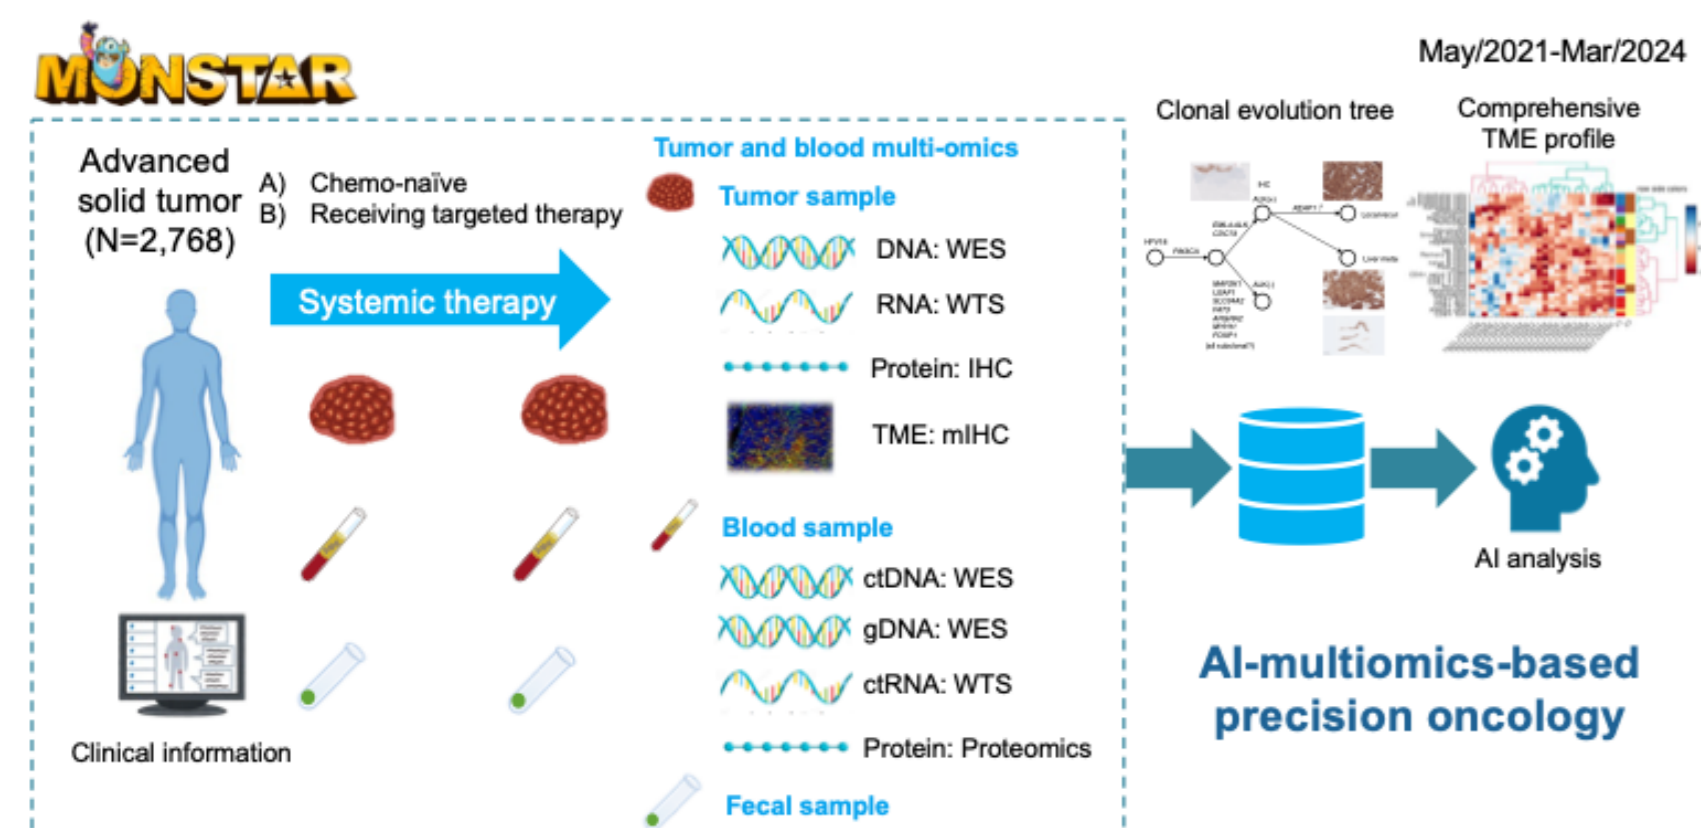 MONSTAR
May/2021-Mar/2024
Advanced
solid tumor
(N=2,768)
A) Chemo-naïve
B) Receiving targeted therapy
Systemic therapy
Clinical information
Tumor and blood multi-omics
Tumor sample
DNA: WES
RNA: WTS
Protein: IHC
TME: mIHC
Blood sample
ctDNA: WES
gDNA: WES
ctRNA: WTS
Protein: Proteomics
Fecal sample
Clonal evolution tree
Comprehensive
TME profile
IHC
AI analysis
AI-multiomics-based
precision oncology